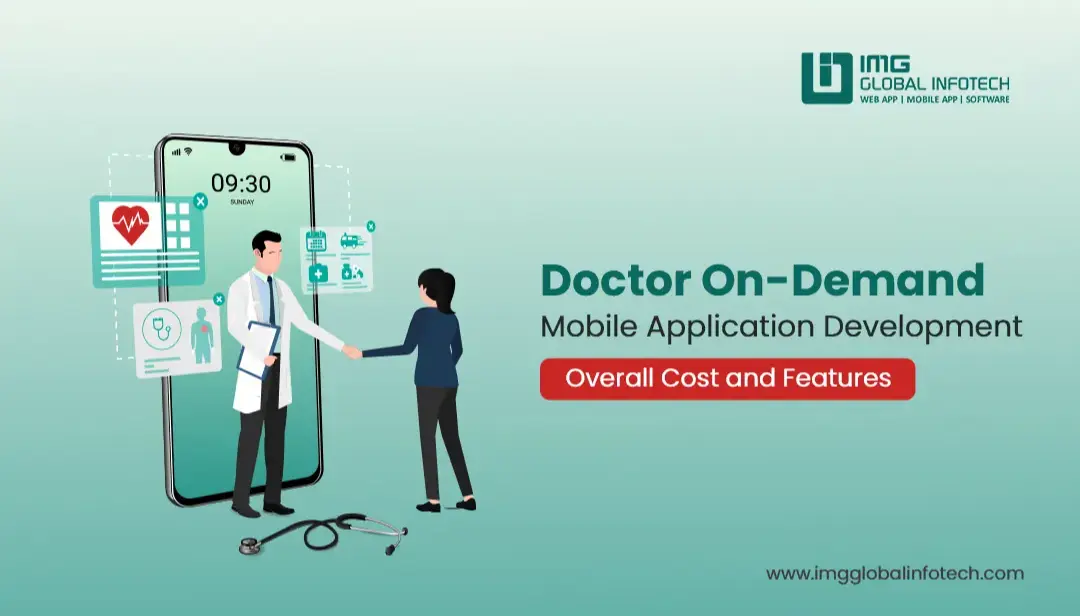 IMG
GLOBAL INFOTECH
WEB APP | MOBILE APP | SOFTWARE
09:30
SUNDAY
Doctor On-Demand
Mobile Application Development
Overall Cost and Features
www.imgglobalinfotech.com